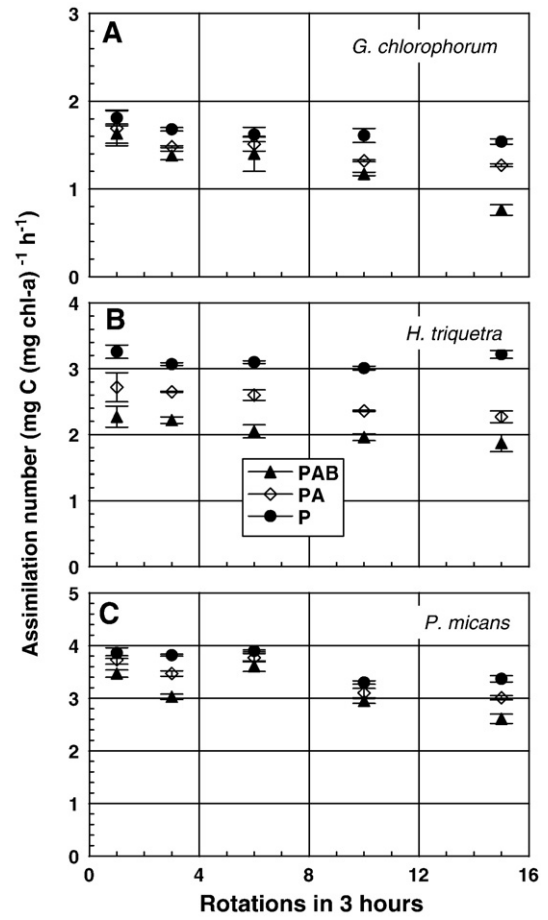 Assimilation number (mg C (mg chl-a) -1 h-1)
A
G. chlorophorum
3
2
1
0
B
H. triquetra
4
3
2
1
0
PAB
PA
P
C
P. micans
5
4
3
2
1
0
0 4 8 12 16
Rotations in 3 hours